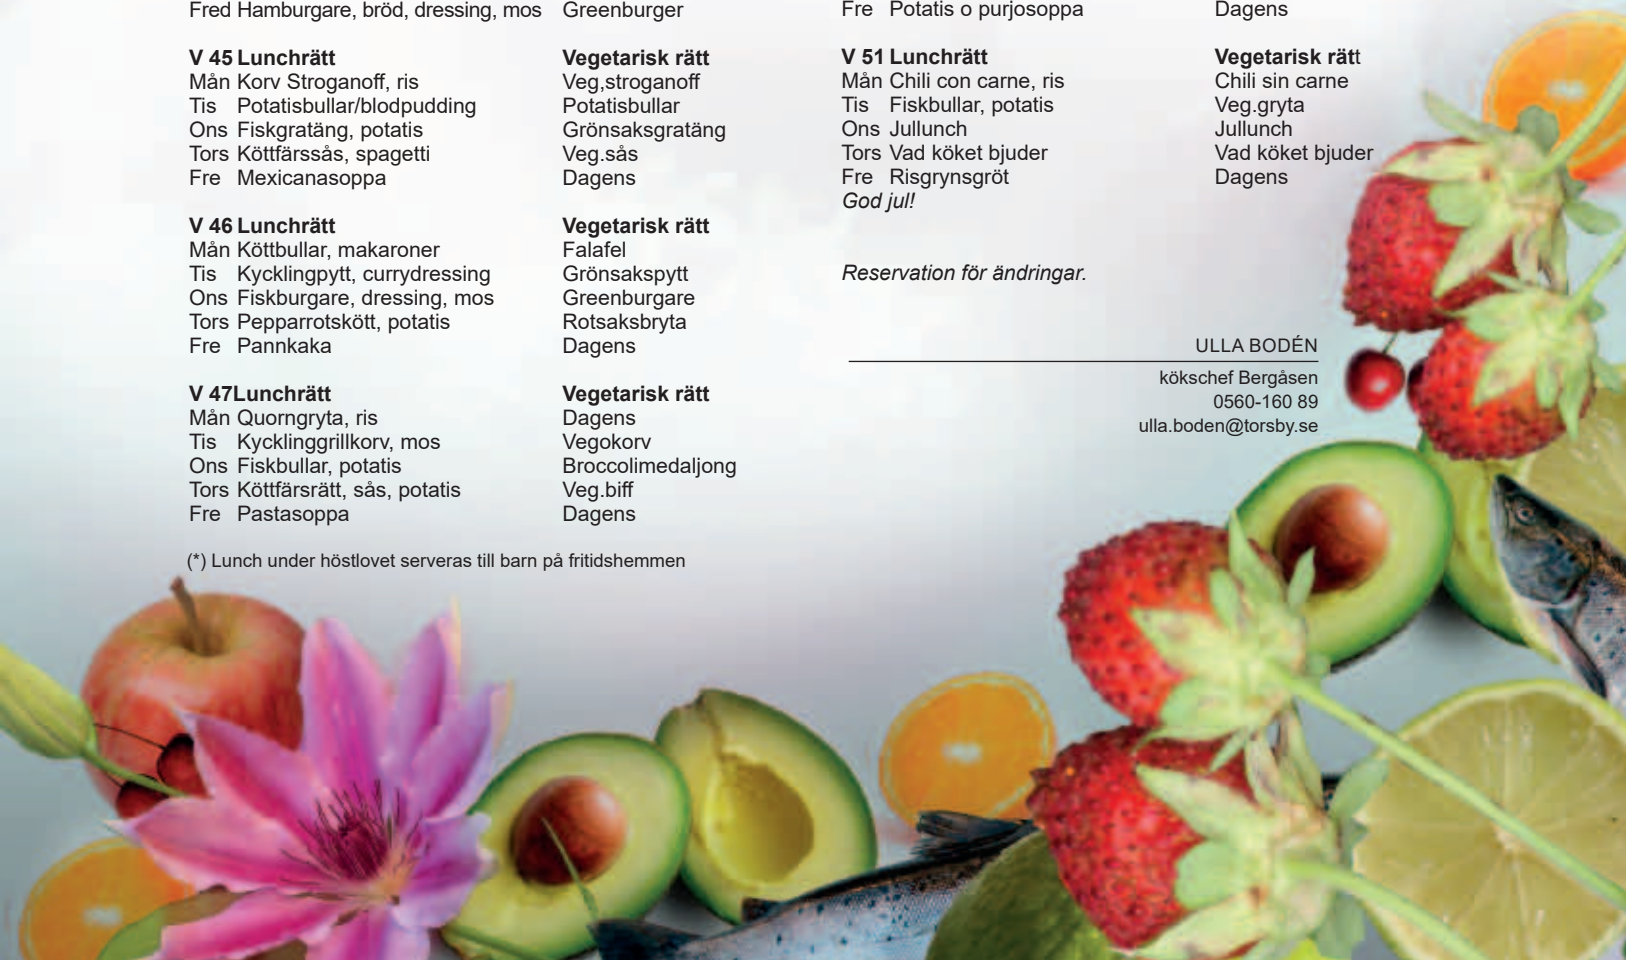 Fred Hamburgare, bröd, dressing, mos Greenburger
V 45 Lunchrätt Vegetarisk rätt
Mån Korv Stroganoff, ris Veg,stroganoff
Tis Potatisbullar/blodpudding Potatisbullar
Ons Fiskgratäng, potatis Grönsaksgratäng
Tors Köttfärssås, spagetti Veg.sås
Fre Mexicanasoppa Dagens
V 46 Lunchrätt Vegetarisk rätt
Mån Köttbullar, makaroner Falafel
Tis Kycklingpytt, currydressing Grönsakspytt
Ons Fiskburgare, dressing, mos Greenburgare
Tors Pepparrotskött, potatis Rotsaksbryta
Fre Pannkaka Dagens
V 47Lunchrätt Vegetarisk rätt
Mån Quorngryta, ris Dagens
Tis Kycklinggrillkorv, mos Vegokorv
Ons Fiskbullar, potatis Broccolimedaljong
Tors Köttfärsrätt, sås, potatis Veg.biff
Fre Pastasoppa Dagens
(*) Lunch under höstlovet serveras till barn på fritidshemmen
Fre Potatis o purjosoppa Dagens
V 51 Lunchrätt Vegetarisk rätt
Mån Chili con carne, ris Chili sin carne
Tis Fiskbullar, potatis Veg.gryta
Ons Jullunch Jullunch
Tors Vad köket bjuder Vad köket bjuder
Fre Risgrynsgröt Dagens
God jul!
Reservation för ändringar.
ULLA BODÉN
kökschef Bergåsen
0560-160 89
ulla.boden@torsby.se